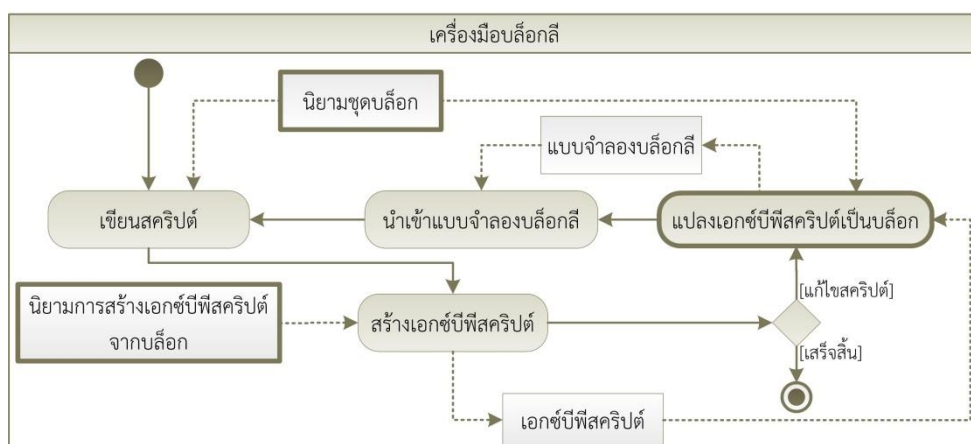 เครื่องมือบล็อกลี
นิยามชุดบล็อก
แบบจำลองบล็อกลี
เขียนสคริปต์
นำเข้าแบบจำลองบล็อกลี
แปลงเอกซ์บีพีสคริปต์เป็นบล็อก
[แก้ไขสคริปต์]
นิยามการสร้างเอกซ์บีพีสคริปต์
จากบล็อก
สร้างเอกซ์บีพีสคริปต์
[เสร็จสิ้น]
เอกซ์บีพีสคริปต์